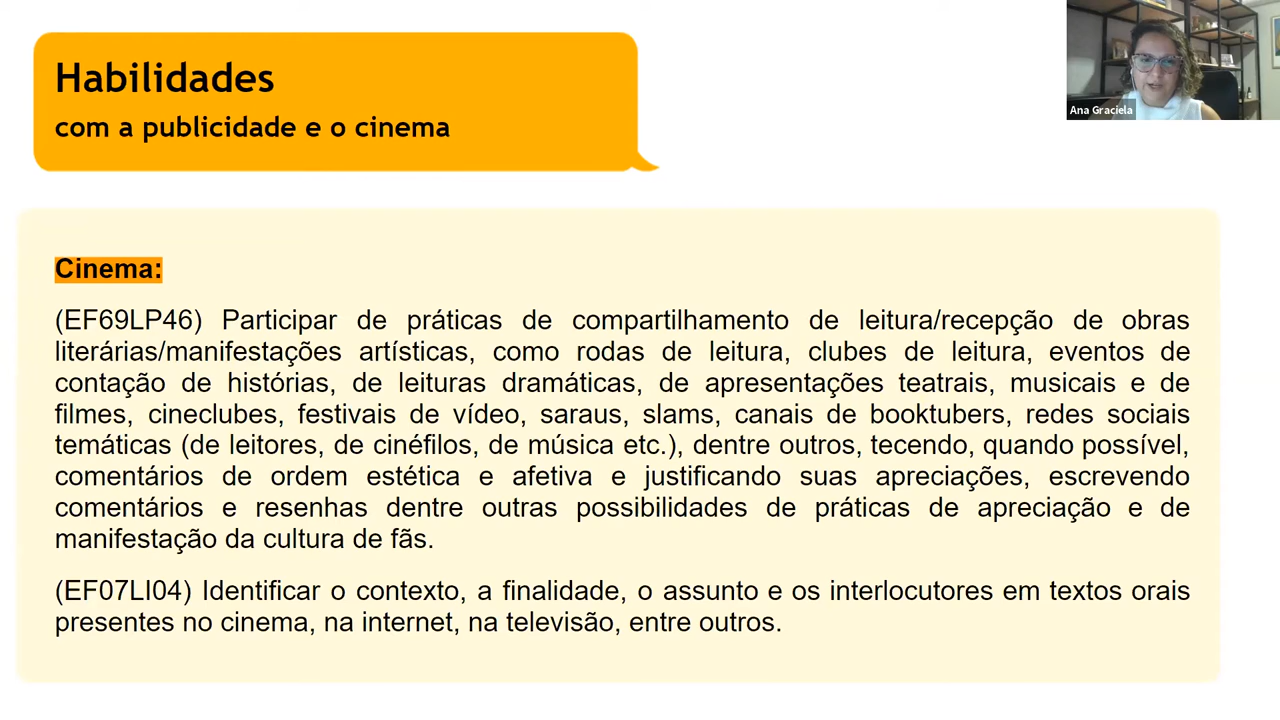 Habilidades
com a publicidade e o cinema
Ana Graciela
Cinema:
(EF69LP46) Participar de práticas de compartilhamento de leitura/recepção de obras
literárias/manifestações artísticas, como rodas de leitura, clubes de leitura, eventos de
contação de histórias, de leituras dramáticas, de apresentações teatrais, musicais e de
filmes, cineclubes, festivais de vídeo, saraus, slams, canais de booktubers, redes sociais
temáticas (de leitores, de cinéfilos, de música etc.), dentre outros, tecendo, quando possível,
comentários de ordem estética e afetiva e justificando suas apreciações, escrevendo
comentários e resenhas dentre outras possibilidades de práticas de apreciação e de
manifestação da cultura de fãs.
(EF07LI04) Identificar o contexto, a finalidade, o assunto e os interlocutores em textos orais
presentes no cinema, na internet, na televisão, entre outros.